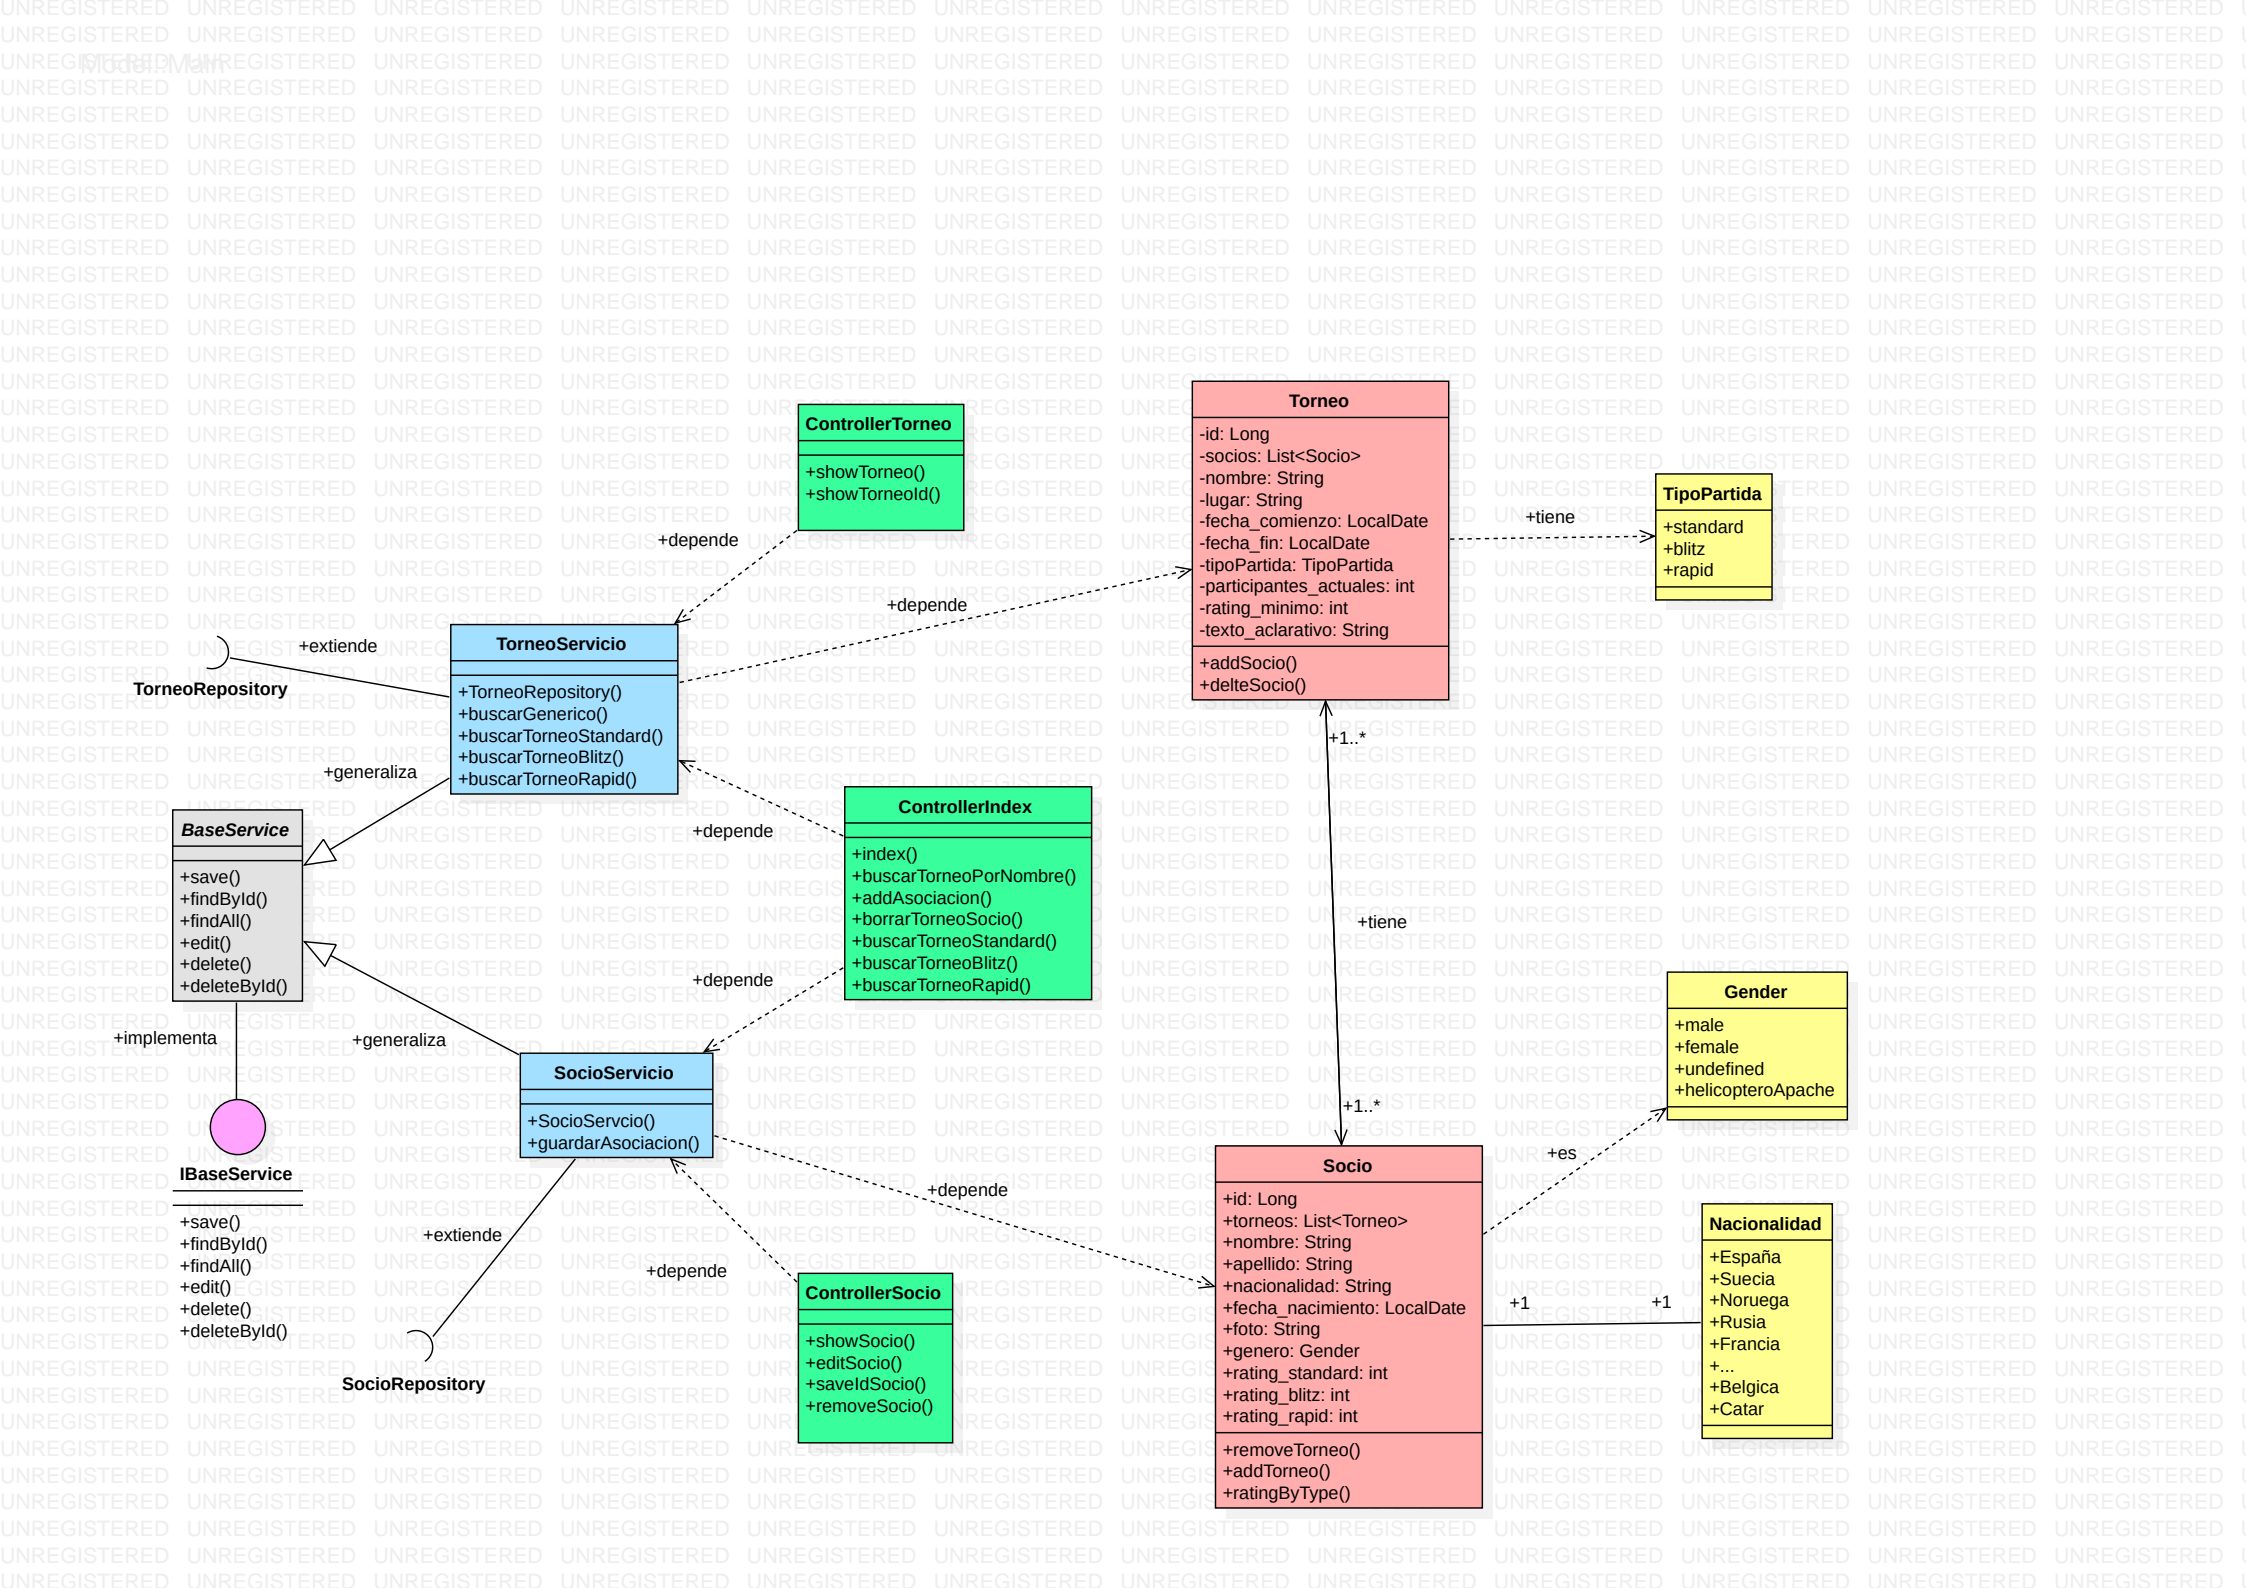 Model::Main
ControllerTorneo
+showTorneo()
+showTorneoId()
Torneo
-id: Long
-socios: List<Socio>
-nombre: String
-lugar: String
-fecha_comienzo: LocalDate
-fecha_fin: LocalDate
-tipoPartida: TipoPartida
-participantes_actuales: int
-rating_minimo: int
-texto_aclarativo: String
+addSocio()
+delteSocio()
+tiene
TipoPartida
+standard
+blitz
+rapid
+depende
+depende
+extiende
TorneoRepository
TorneoServicio
+TorneoRepository()
+buscarGenerico()
+buscarTorneoStandard()
+buscarTorneoBlitz()
+buscarTorneoRapid()
+generaliza
+1..*
+tiene
+1..*
BaseService
+save()
+findById()
+findAll()
+edit()
+delete()
+deleteById()
+depende
ControllerIndex
+index()
+buscarTorneoPorNombre()
+addAsociacion()
+borrarTorneoSocio()
+buscarTorneoStandard()
+buscarTorneoBlitz()
+buscarTorneoRapid()
+depende
+implementa
+generaliza
SocioServicio
+SocioServcio()
+guardarAsociacion()
IBaseService
+save()
+findById()
+findAll()
+edit()
+delete()
+deleteById()
+extiende
SocioRepository
+depende
+depende
ControllerSocio
+showSocio()
+editSocio()
+saveIdSocio()
+removeSocio()
Socio
+id: Long
+torneos: List<Torneo>
+nombre: String
+apellido: String
+nacionalidad: String
+fecha_nacimiento: LocalDate
+foto: String
+genero: Gender
+rating_standard: int
+rating_blitz: int
+rating_rapid: int
+removeTorneo()
+addTorneo()
+ratingByType()
+es
Gender
+male
+female
+undefined
+helicopteroApache
+1
+1
Nacionalidad
+España
+Suecia
+Noruega
+Rusia
+Francia
+...
+Belgica
+Catar
UNREGISTERED